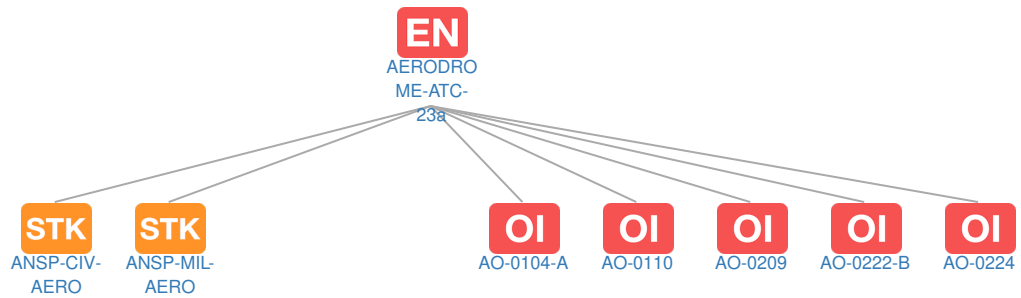 EN
AERODRO
ME-ATC-
23a
STK
STK
OI
OI
OI
OI
OI
ANSP-CIV-
AERO
ANSP-MIL-
AERO
AO-0104-A
AO-0110
AO-0209
AO-0222-B
AO-0224